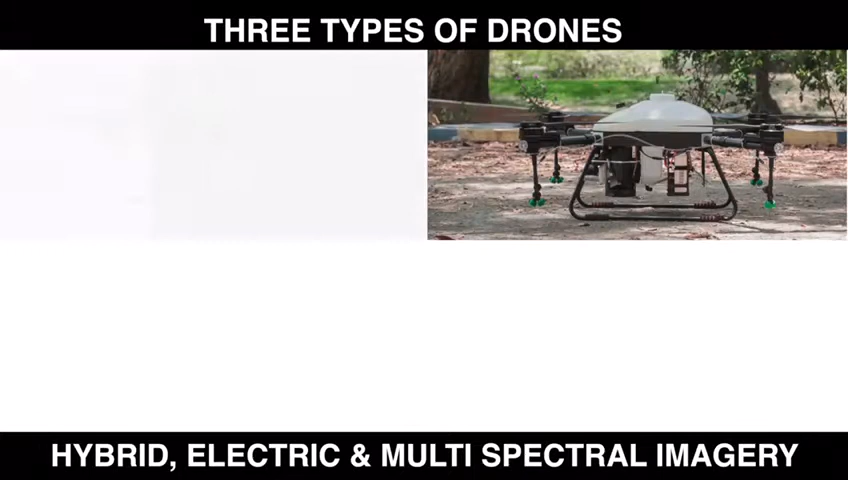 THREE TYPES OF DRONES
HYBRID, ELECTRIC & MULTI SPECTRAL IMAGERY